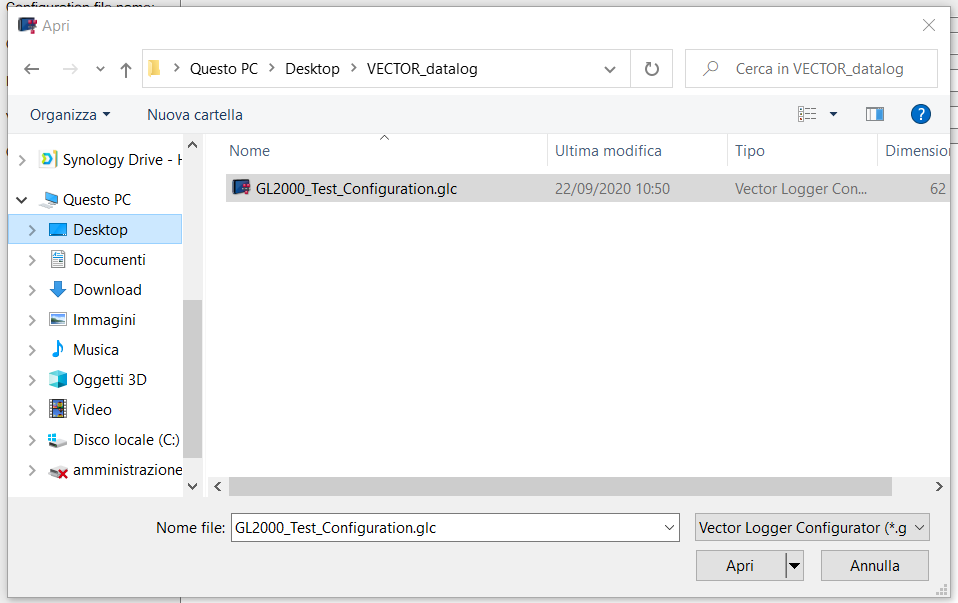 Configuration file name:
Apri
Questo PC > Desktop > VECTOR_datalog
Cerca in VECTOR_datalog
Organizza
Nuova cartella
?
Nome
Ultima modifica
Tipo
Dimension
GL2000_Test_Configuration.glc
22/09/2020 10:50
Vector Logger Con...
62
Synology Drive - H
Questo PC
Desktop
Documenti
Download
Immagini
Musica
Oggetti 3D
Video
Disco locale (C:)
amministrazione
Nome file:
GL2000_Test_Configuration.glc
Vector Logger Configurator (*.g
Apri
Annulla